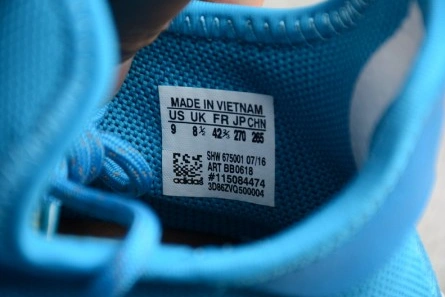 MADE IN VIETNAM
US UK FR JP CHN
9 8½ 42⅔ 270 265
SHW 675001 07/16
ART BB0618
#115084474
adidas 3D86ZVQ500004